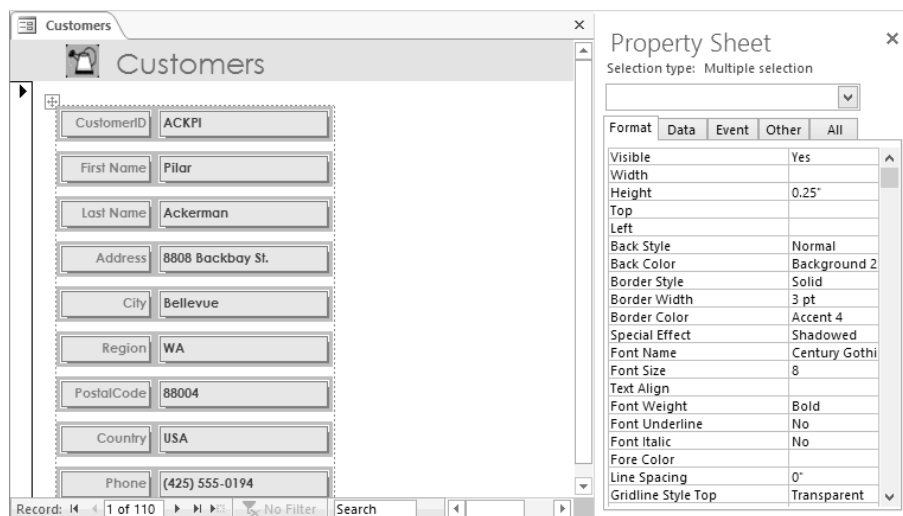 Customers
Customers
CustomerID ACKPI
First Name Pilar
Last Name Ackerman
Address 8808 Backbay St.
City Bellevue
Region WA
PostalCode 88004
Country USA
Phone (425) 555-0194
Record: 1 of 110 No Filter Search
Property Sheet
Selection type: Multiple selection
Format Data Event Other All
Visible Yes
Width
Height 0.25"
Top
Left
Back Style Normal
Back Color Background 2
Border Style Solid
Border Width 3 pt
Border Color Accent 4
Special Effect Shadowed
Font Name Century Gothi
Font Size 8
Text Align
Font Weight Bold
Font Underline No
Font Italic No
Fore Color
Line Spacing 0"
Gridline Style Top Transparent